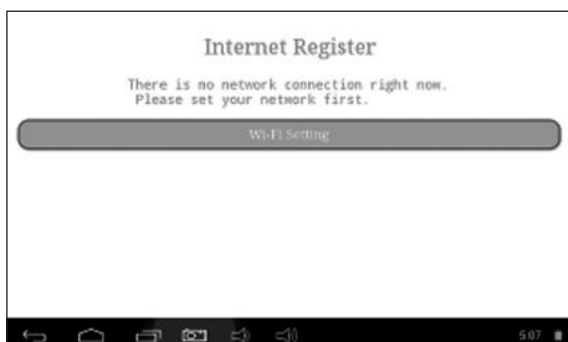 Internet Register
There is no network connection right now.
Please set your network first.
Wi-Fi Setting
5:07